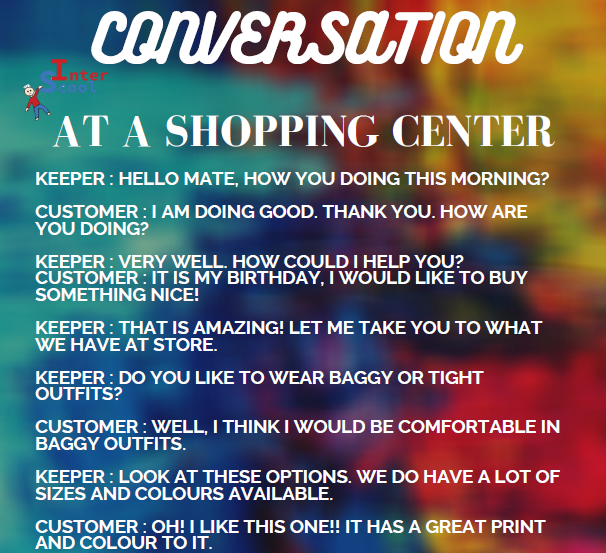 CONVERSATION
Inter
School
AT A SHOPPING CENTER
KEEPER : HELLO MATE, HOW YOU DOING THIS MORNING?
CUSTOMER : I AM DOING GOOD. THANK YOU. HOW ARE
YOU DOING?
KEEPER : VERY WELL. HOW COULD I HELP YOU?
CUSTOMER : IT IS MY BIRTHDAY, I WOULD LIKE TO BUY
SOMETHING NICE!
KEEPER : THAT IS AMAZING! LET ME TAKE YOU TO WHAT
WE HAVE AT STORE.
KEEPER : DO YOU LIKE TO WEAR BAGGY OR TIGHT
OUTFITS?
CUSTOMER : WELL, I THINK I WOULD BE COMFORTABLE IN
BAGGY OUTFITS.
KEEPER : LOOK AT THESE OPTIONS. WE DO HAVE A LOT OF
SIZES AND COLOURS AVAILABLE.
CUSTOMER : OH! I LIKE THIS ONE!! IT HAS A GREAT PRINT
AND COLOUR TO IT.